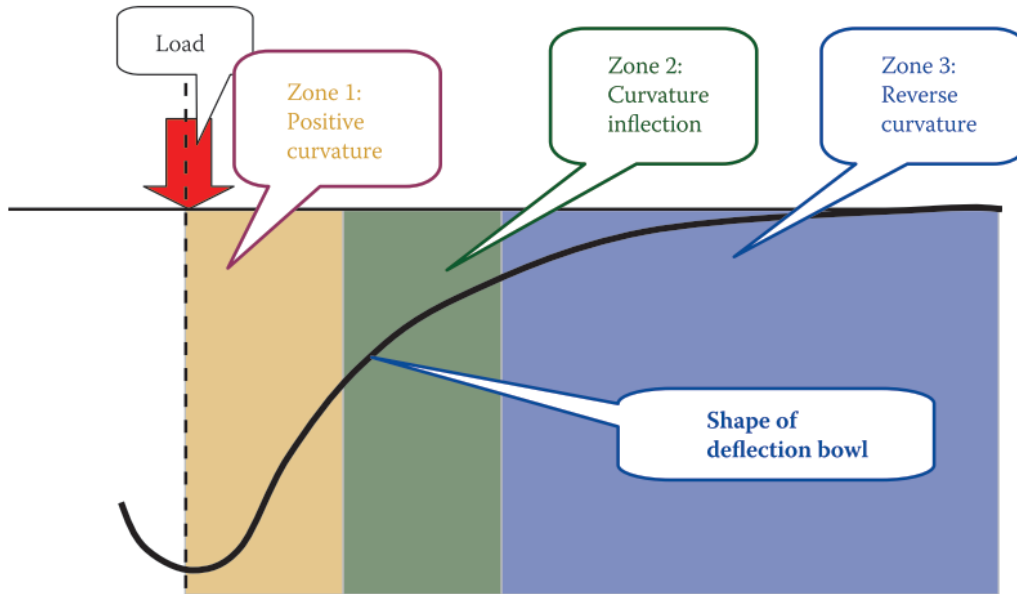 Load
Zone 1:
Positive
curvature
Zone 2:
Curvature
inflection
Zone 3:
Reverse
curvature
Shape of
deflection bowl